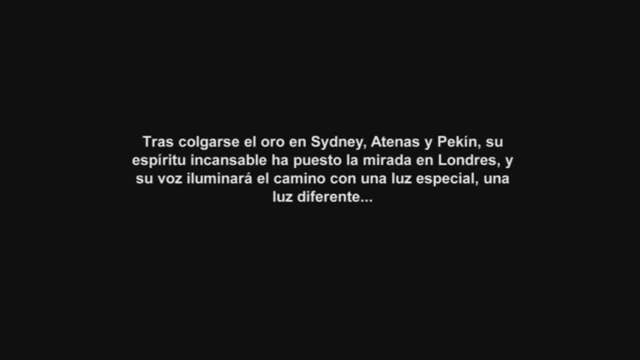 Tras colgarse el oro en Sydney, Atenas y Pekín, su
espíritu incansable ha puesto la mirada en Londres, y
su voz iluminará el camino con una luz especial, una
luz diferente...